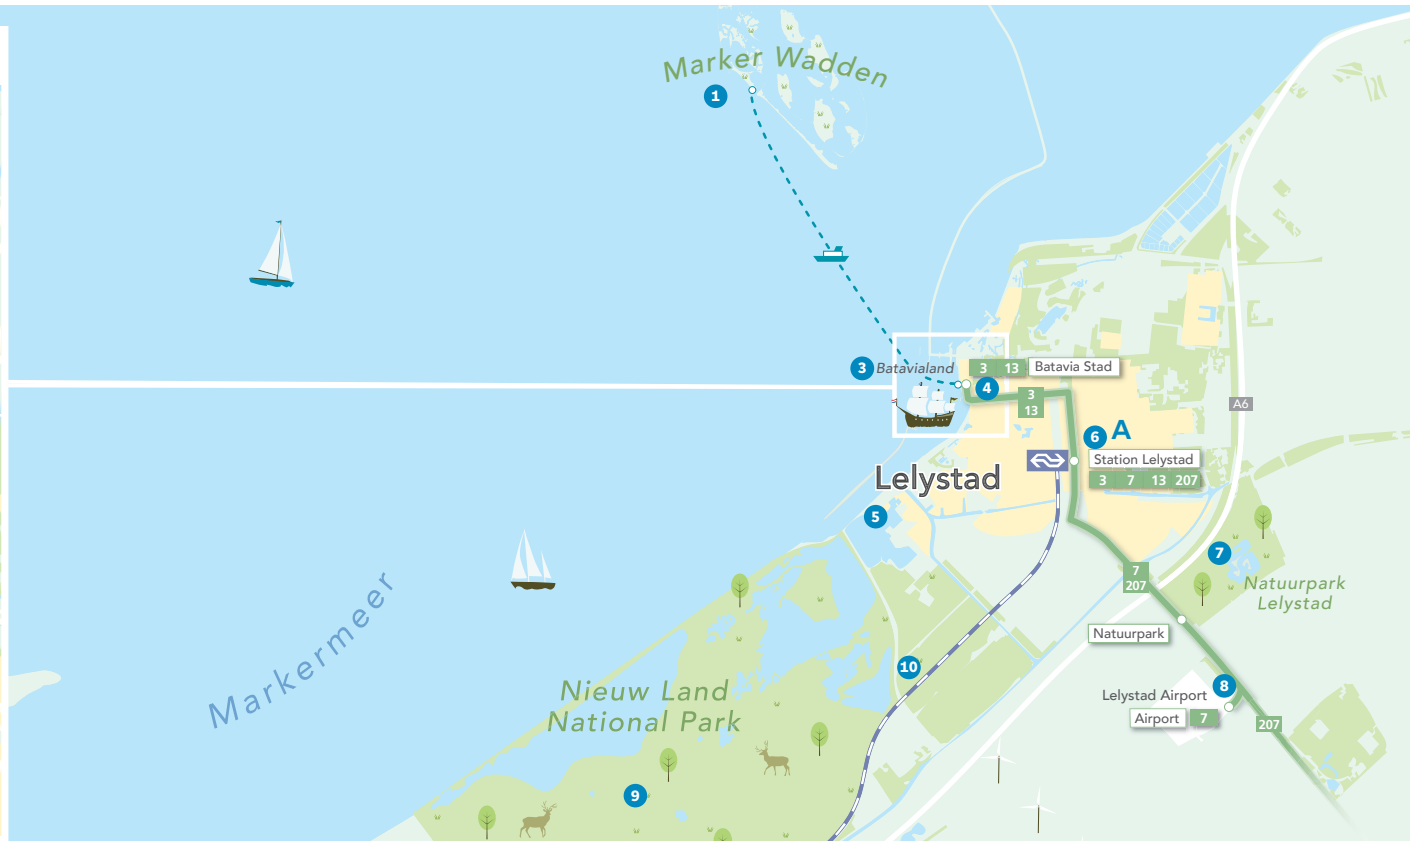 Marker Wadden
1
3
Batavialand
3 13
Batavia Stad
4
3
13
A6
6
A
Station Lelystad
3 7 13 207
Lelystad
5
7
7
207
Natuurpark
Lelystad
Markermeer
Natuurpark
10
Nieuw Land
National Park
8
Lelystad Airport
Airport
7
207
9